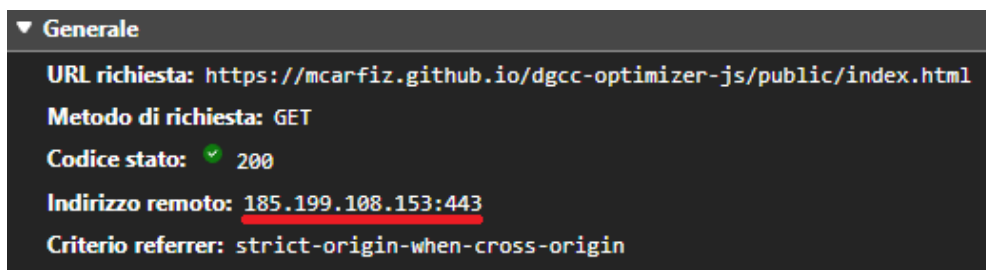 Generale
URL richiesta: https://mcarfiz.github.io/dgcc-optimizer-js/public/index.html
Metodo di richiesta: GET
Codice stato: 200
Indirizzo remoto: 185.199.108.153:443
Criterio referrer: strict-origin-when-cross-origin